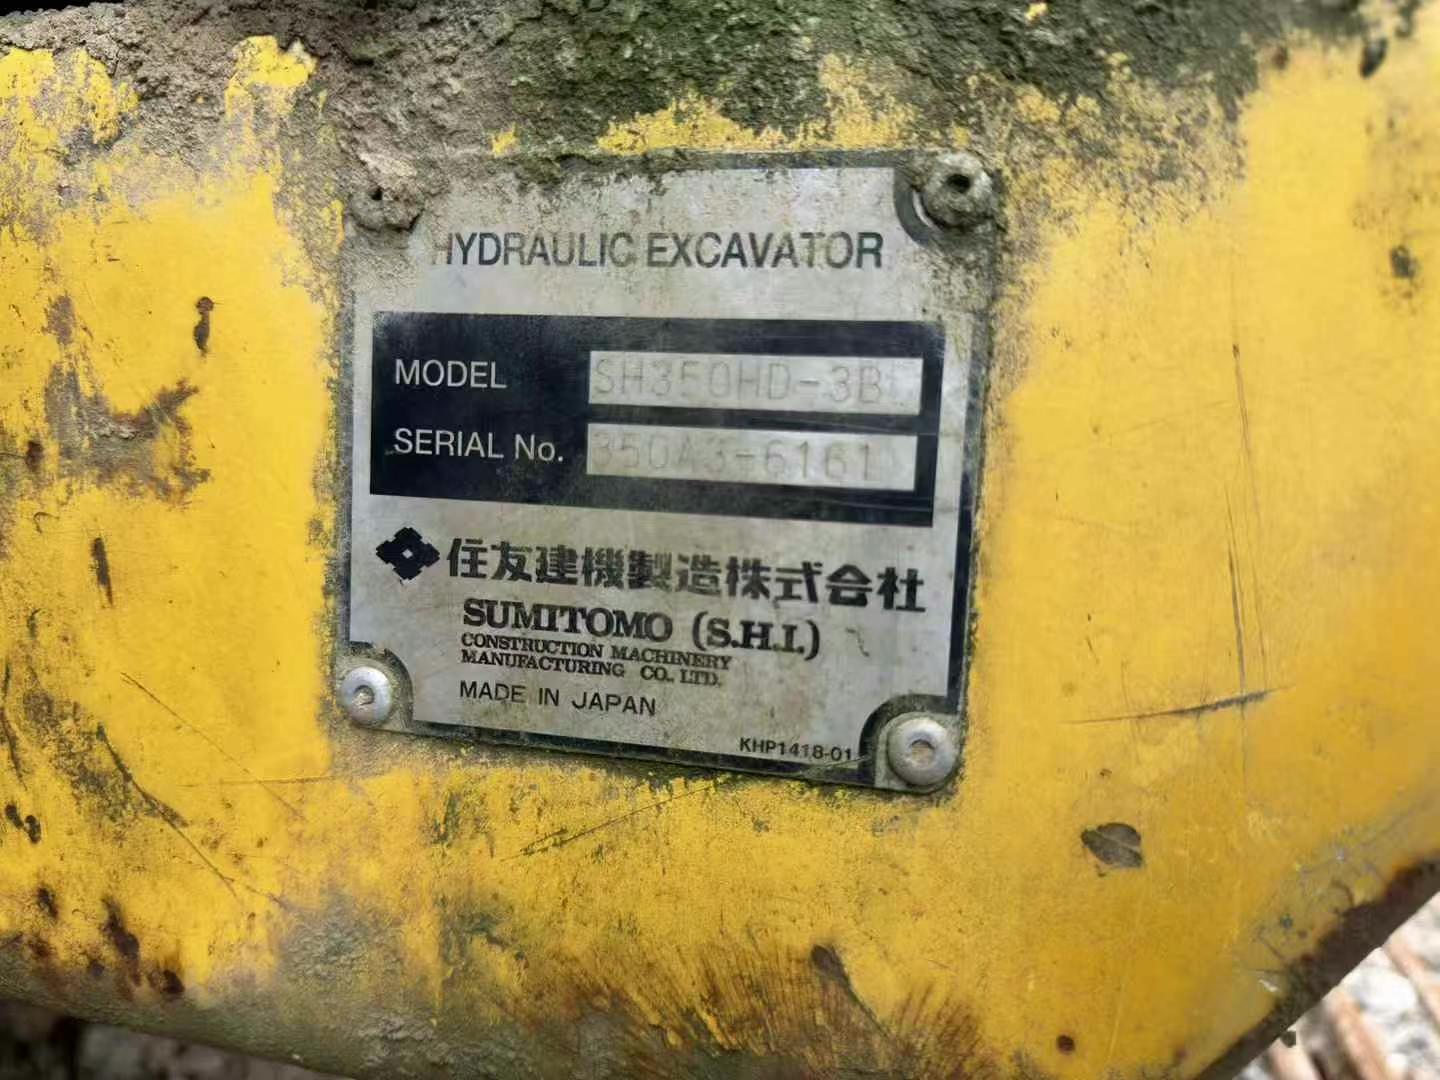 HYDRAULIC EXCAVATOR
MODEL SH350HD-3B
SERIAL No. 350A3-6161
住友建機製造株式会社
SUMITOMO (S.H.I.)
CONSTRUCTION MACHINERY
MANUFACTURING CO., LTD.
MADE IN JAPAN
KHP1418-01